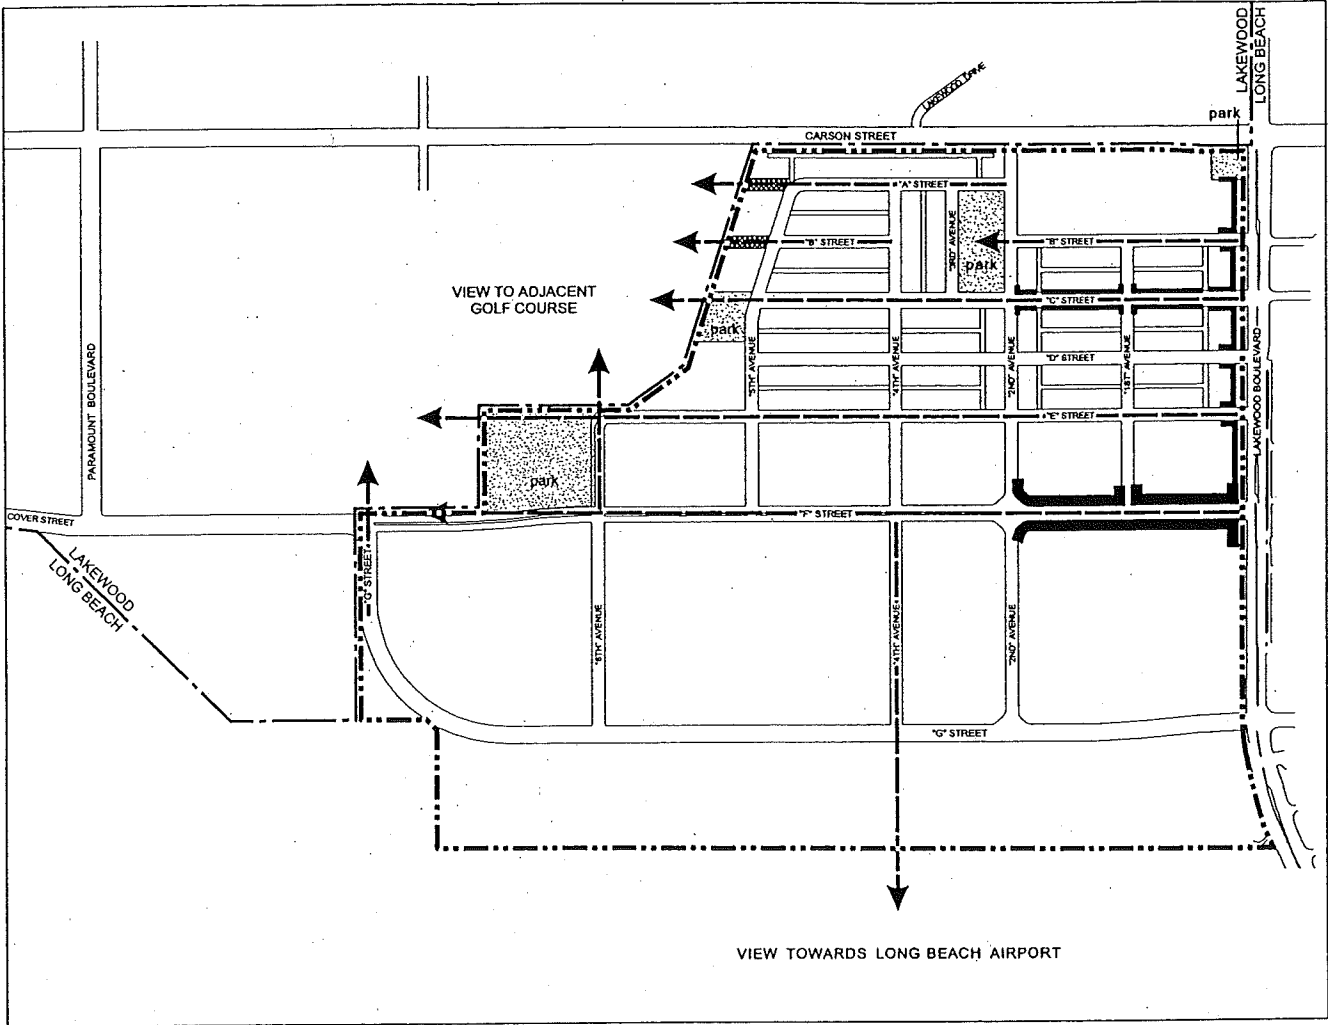 LAKEWOOD
LONG BEACH
LAKEWOOD DRIVE
park
CARSON STREET
"A" STREET
"3RD" AVENUE
"B" STREET
"B" STREET
park
VIEW TO ADJACENT
GOLF COURSE
"C" STREET
park
PARAMOUNT BOULEVARD
"5TH" AVENUE
"4TH" AVENUE
"2ND" AVENUE
"1ST" AVENUE
"D" STREET
LAKEWOOD BOULEVARD
"E" STREET
park
COVER STREET
"F" STREET
LAKEWOOD
LONG BEACH
"G" STREET
"6TH" AVENUE
"4TH" AVENUE
"2ND" AVENUE
"G" STREET
VIEW TOWARDS LONG BEACH AIRPORT